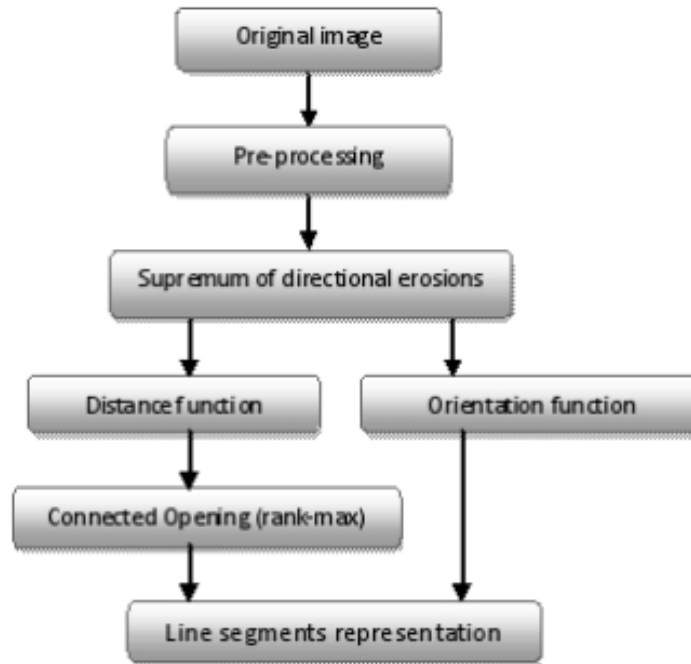 Original image
Pre-processing
Supremum of directional erosions
Distance function
Orientation function
Connected Opening (rank-max)
Line segments representation